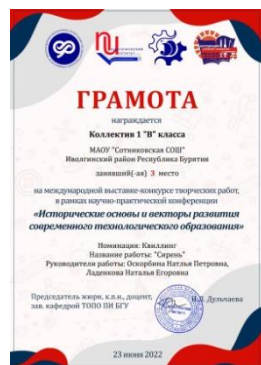 ГРАМОТА
награждается
Коллектив 1 "В" класса
МАОУ "Сотниковская СОШ"
Иволгинский район Республика Бурятия
занявший(-ая) 3 место
на международной выставке-конкурсе творческих работ,
в рамках научно-практической конференции
«Исторические основы и векторы развития
современного технологического образования»
Номинация: Квиллинг
Название работы: "Сирень"
Руководители работы: Оскорбина Натлья Петровна,
Ладенкова Наталья Егоровна
Председатель жюри, к.п.н., доцент,
зав. кафедрой ТОПО ПИ БГУ
Дульчаева
23 июня 2022